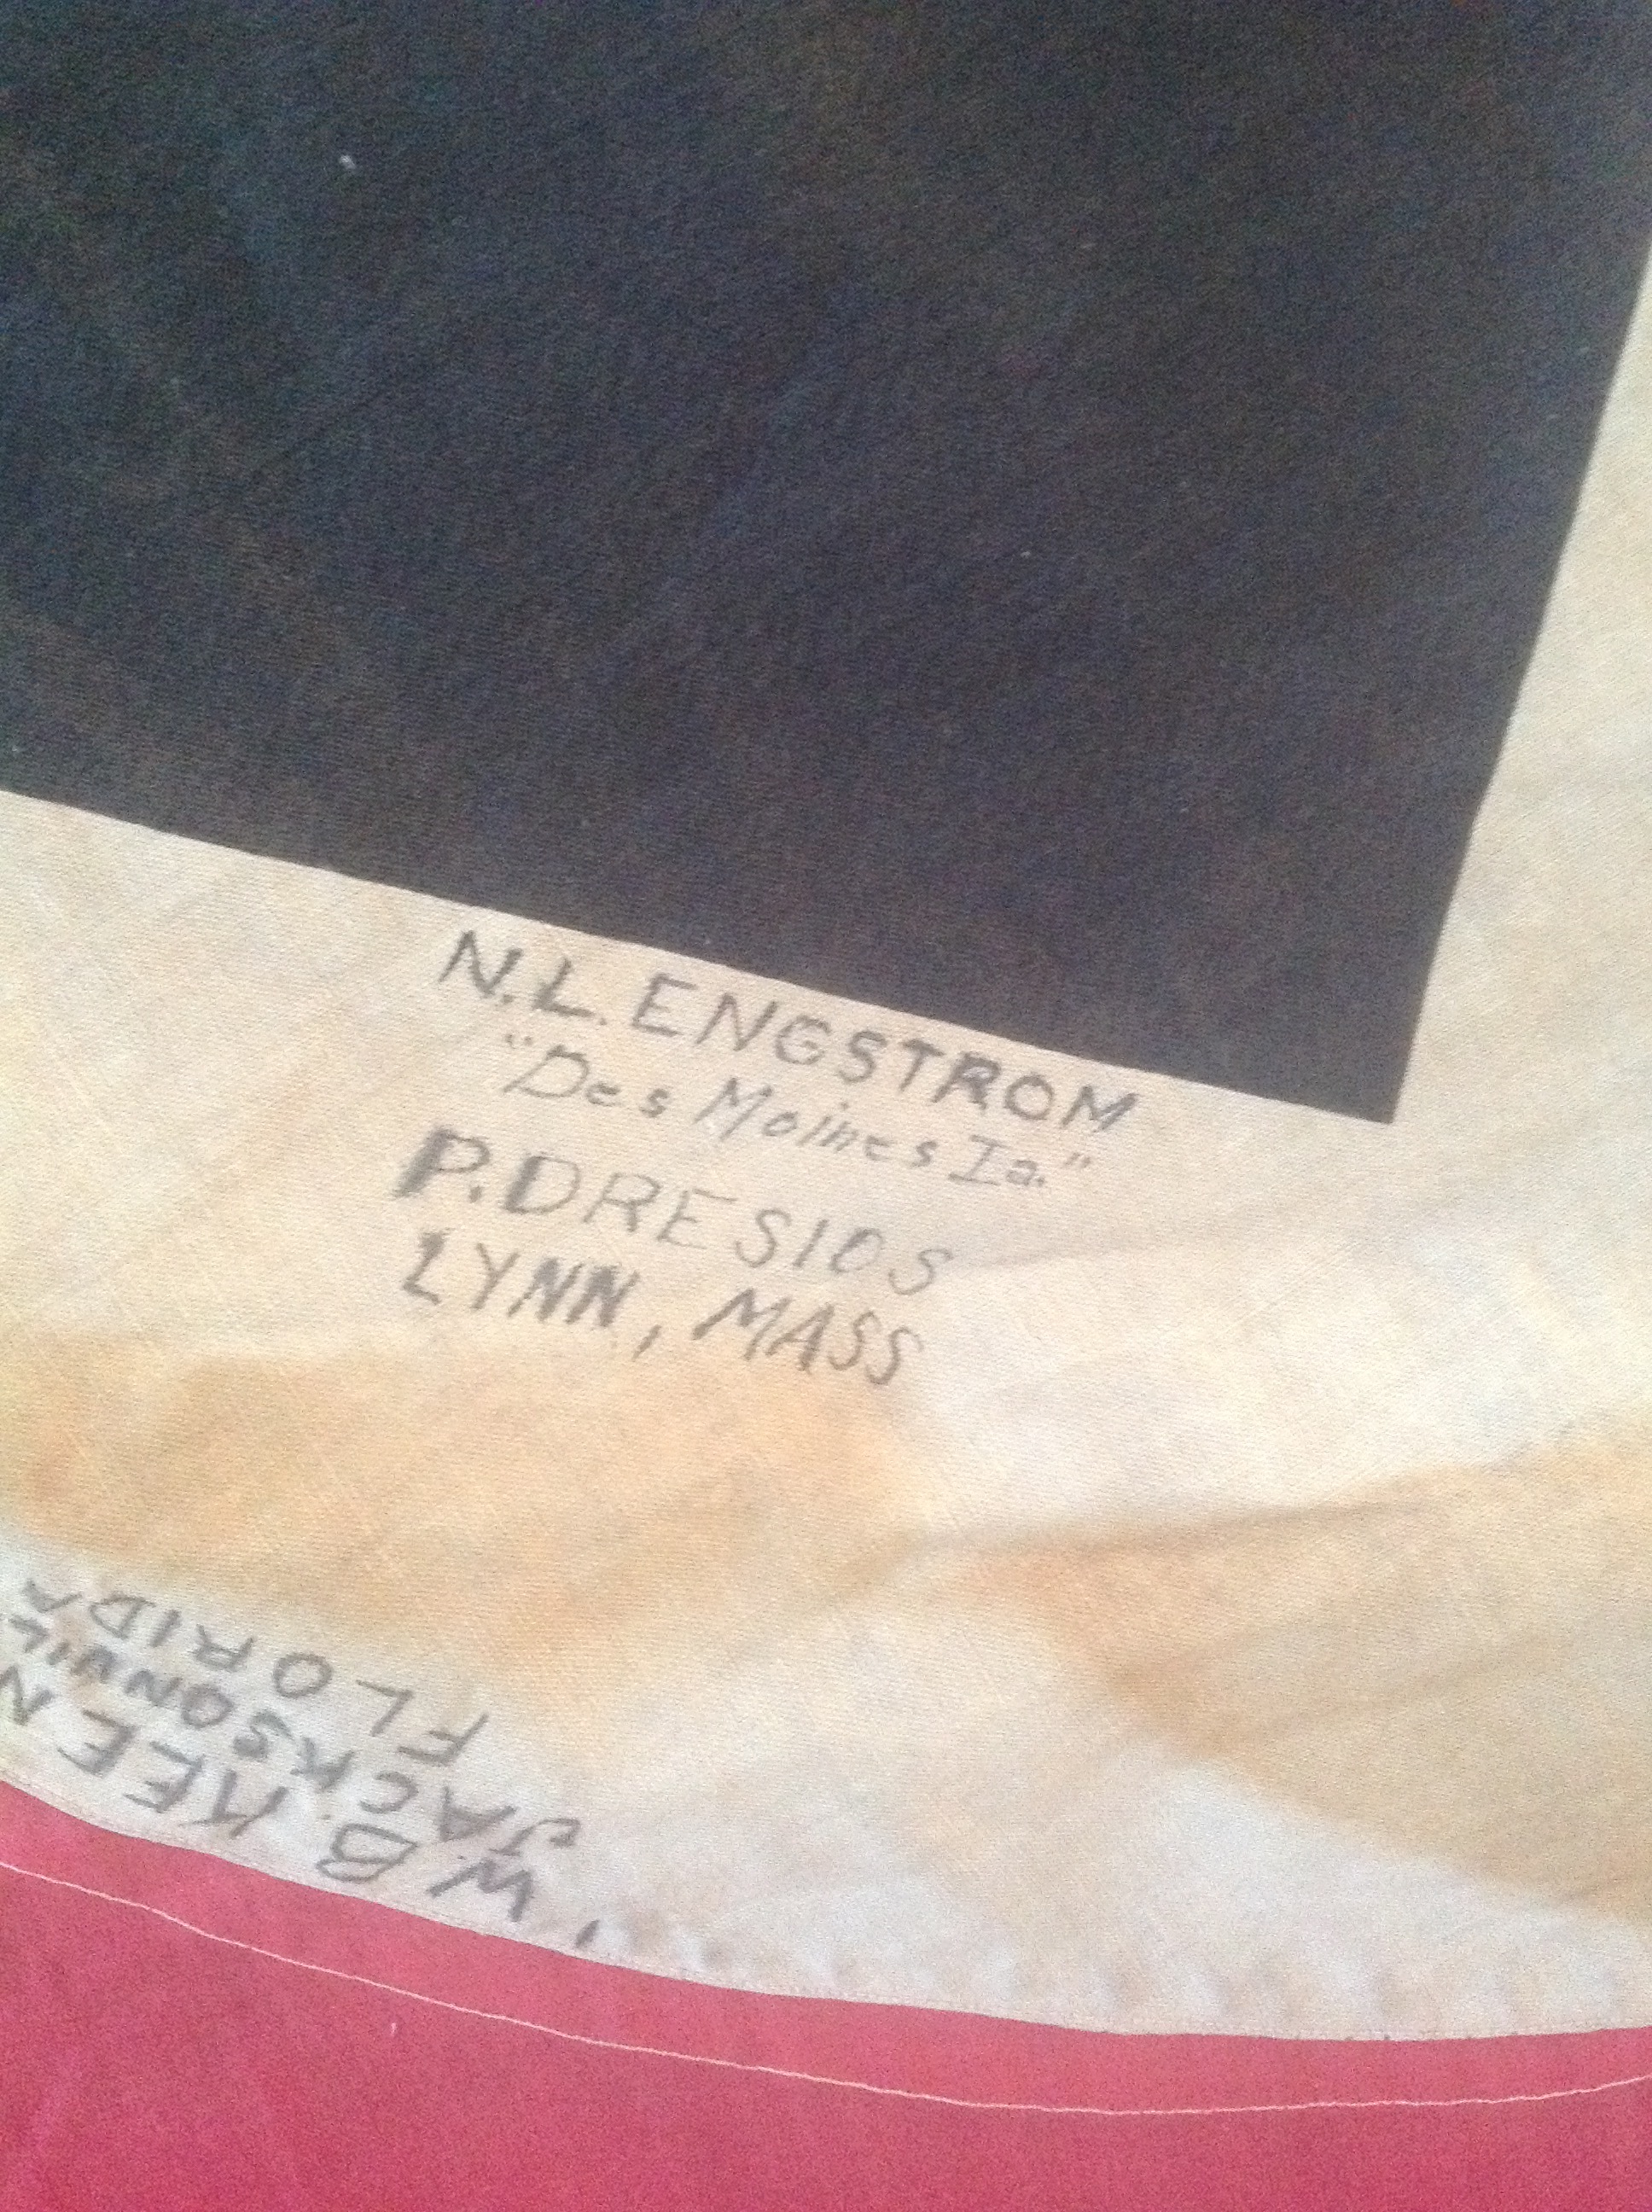 N.L. ENGSTROM
"Des Moines Ia."
P. DRESIOS
LYNN, MASS
W. B. KEEN
JACKSONVIL
FLORIDA